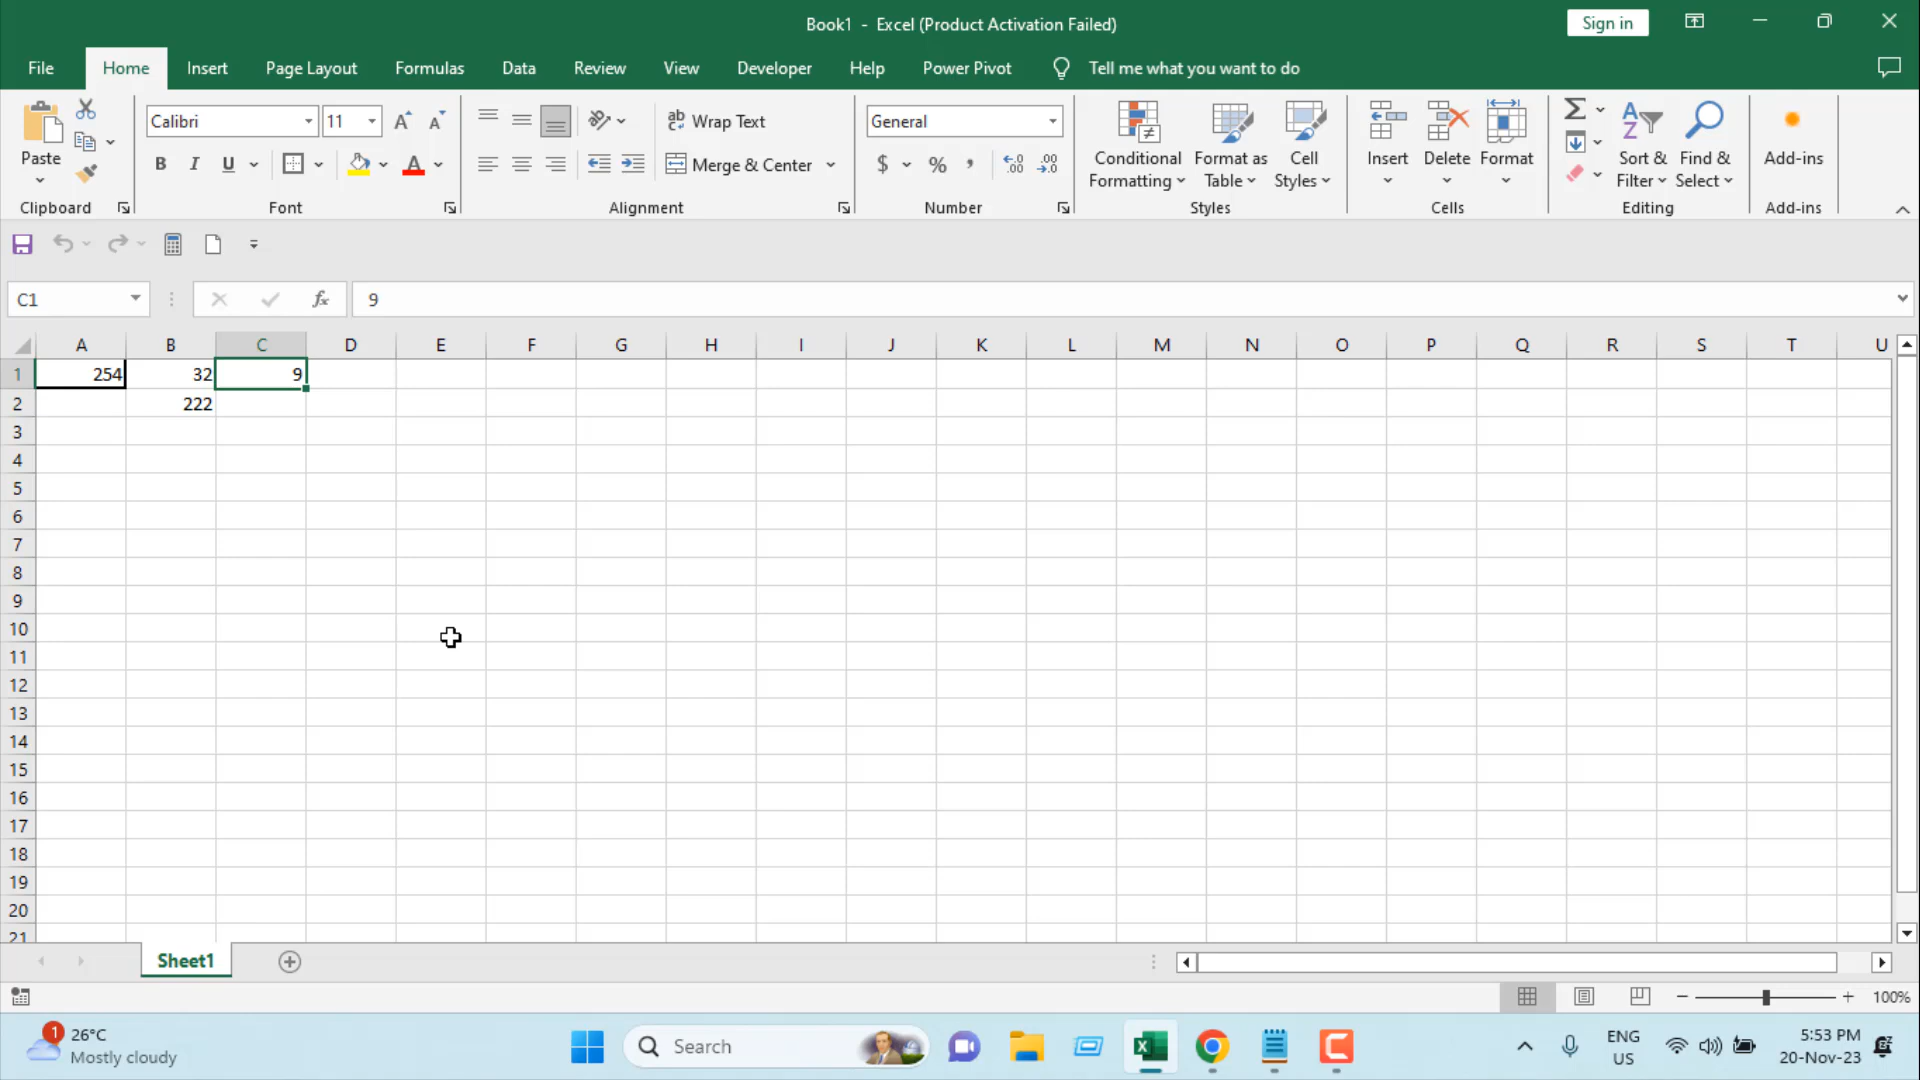 Book1 - Excel (Product Activation Failed)
Sign in
File Home Insert Page Layout Formulas Data Review View Developer Help Power Pivot Tell me what you want to do
Paste
Clipboard
Calibri 11
B I U A
Font
ab Wrap Text
Merge & Center
Alignment
General
$ % , .00 .00
Number
Conditional Formatting
Format as Table
Cell Styles
Styles
Insert Delete Format
Cells
Sort & Filter
Find & Select
Editing
Add-ins
Add-ins
C1 fx 9
A B C D E F G H I J K L M N O P Q R S T U
1 254 32 9
2 222
3
4
5
6
7
8
9
10
11
12
13
14
15
16
17
18
19
20
21
Sheet1
100%
1 26°C
Mostly cloudy
Search
ENG
US
5:53 PM
20-Nov-23